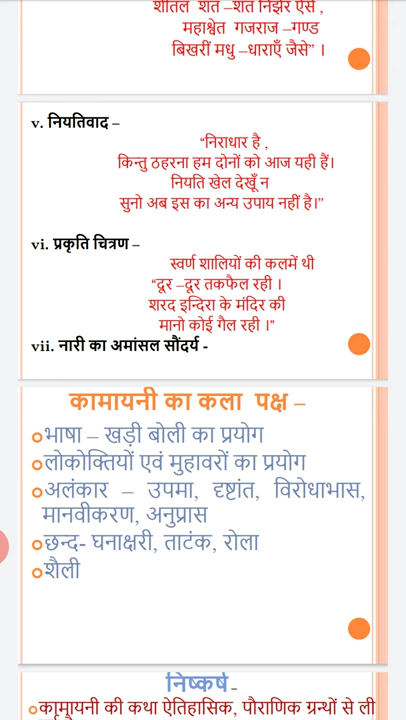 शीतल शत –शत निर्झर ऐसे ,
महाश्वेत गजराज –गण्ड
बिखरीं मधु –धाराएँ जैसे” ।
v. नियतिवाद –
“निराधार है ,
किन्तु ठहरना हम दोनों को आज यही हैं।
नियति खेल देखूँ न
सुनो अब इस का अन्य उपाय नहीं है।”
vi. प्रकृति चित्रण –
स्वर्ण शालियों की कलमें थी
“दूर –दूर तकफैल रही ।
शरद इन्दिरा के मंदिर की
मानो कोई गैल रही ।”
vii. नारी का अमांसल सौंदर्य -
कामायनी का कला पक्ष –
भाषा – खड़ी बोली का प्रयोग
लोकोक्तियों एवं मुहावरों का प्रयोग
अलंकार – उपमा, दृष्टांत, विरोधाभास,
मानवीकरण, अनुप्रास
छन्द- घनाक्षरी, ताटंक, रोला
शैली
निष्कर्ष –
कामायनी की कथा ऐतिहासिक, पौराणिक ग्रन्थों से ली